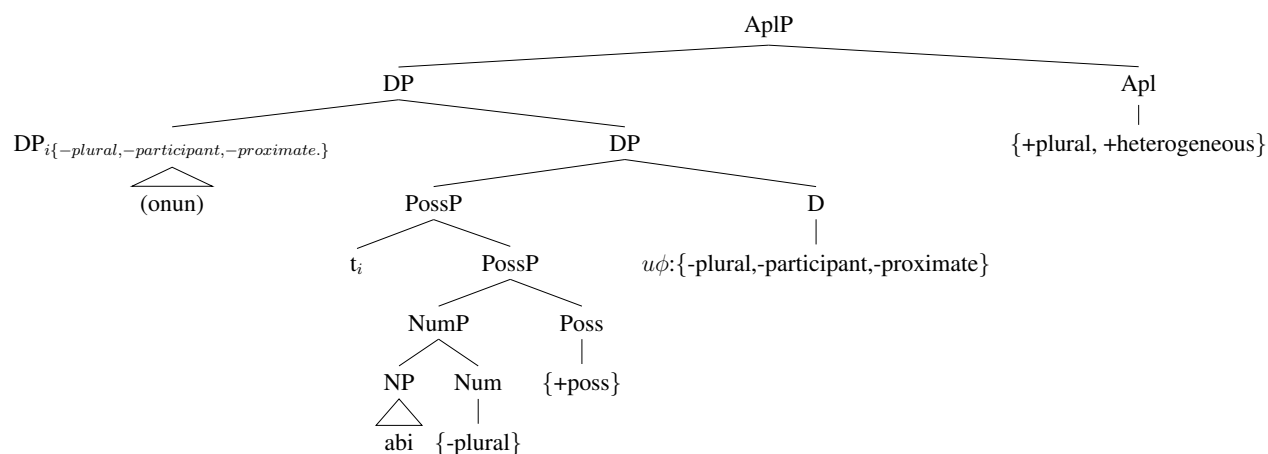 AplP
DP Apl
DP_{i{-plural,-participant,-proximate.}} DP {+plural, +heterogeneous}
(onun) PossP D
t_i PossP uϕ:{-plural,-participant,-proximate}
NumP Poss
NP Num {+poss}
abi {-plural}